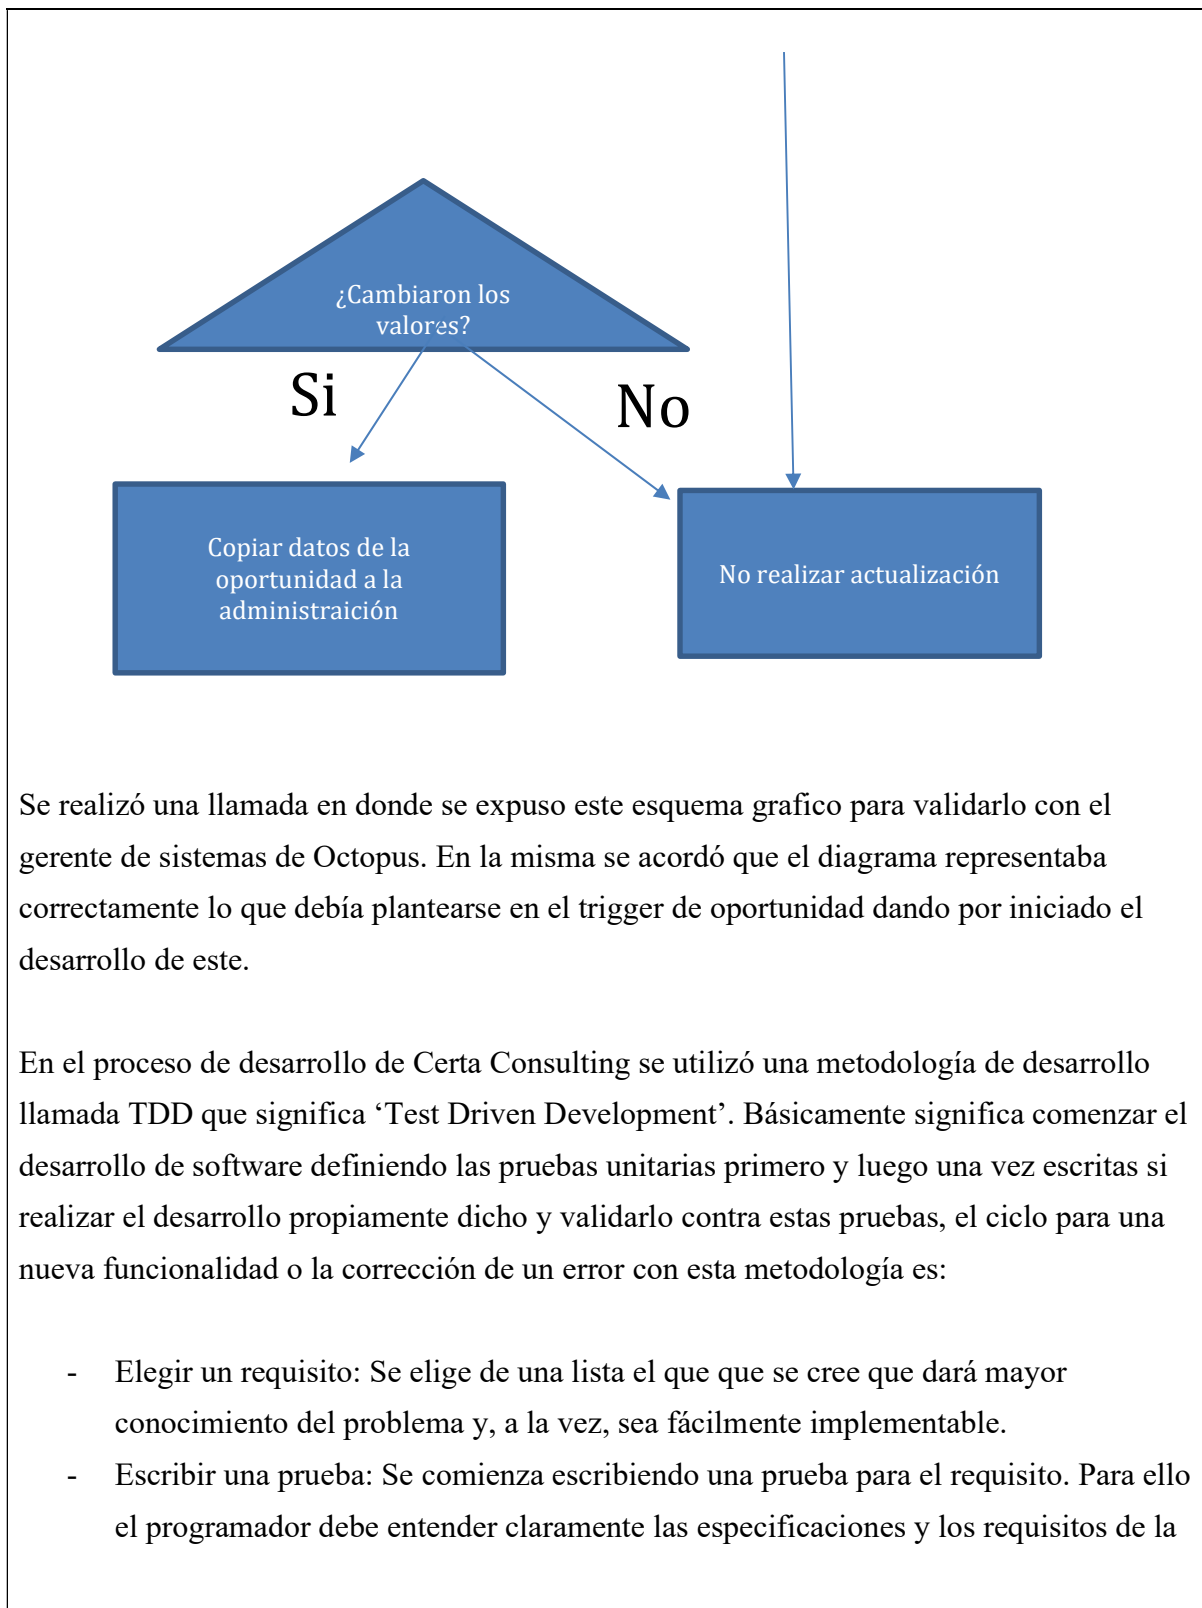 ¿Cambiaron los
valores?
Si
No
Copiar datos de la
oportunidad a la
administraición
No realizar actualización
Se realizó una llamada en donde se expuso este esquema grafico para validarlo con el
gerente de sistemas de Octopus. En la misma se acordó que el diagrama representaba
correctamente lo que debía plantearse en el trigger de oportunidad dando por iniciado el
desarrollo de este.
En el proceso de desarrollo de Certa Consulting se utilizó una metodología de desarrollo
llamada TDD que significa ‘Test Driven Development’. Básicamente significa comenzar el
desarrollo de software definiendo las pruebas unitarias primero y luego una vez escritas si
realizar el desarrollo propiamente dicho y validarlo contra estas pruebas, el ciclo para una
nueva funcionalidad o la corrección de un error con esta metodología es:
- Elegir un requisito: Se elige de una lista el que que se cree que dará mayor
conocimiento del problema y, a la vez, sea fácilmente implementable.
- Escribir una prueba: Se comienza escribiendo una prueba para el requisito. Para ello
el programador debe entender claramente las especificaciones y los requisitos de la